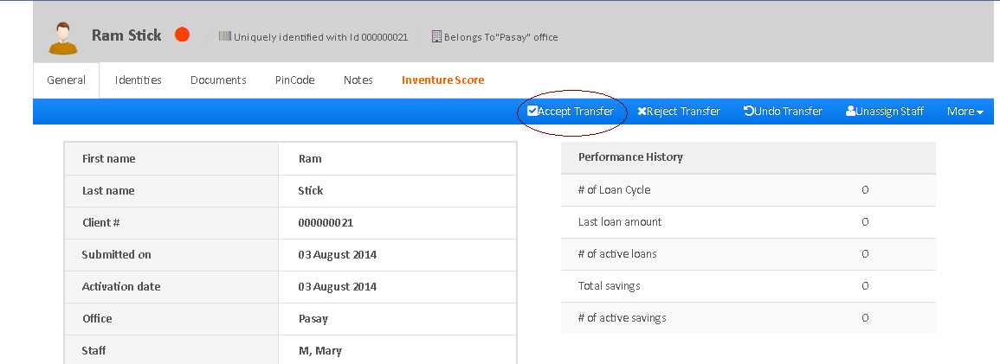 Ram Stick / Uniquely identified with Id 000000021 / Belongs To"Pasay" office
General Identities Documents PinCode Notes Inventure Score
Accept Transfer Reject Transfer Undo Transfer Unassign Staff More
First name Ram
Last name Stick
Client # 000000021
Submitted on 03 August 2014
Activation date 03 August 2014
Office Pasay
Staff M, Mary
Performance History
# of Loan Cycle 0
Last loan amount 0
# of active loans 0
Total savings 0
# of active savings 0